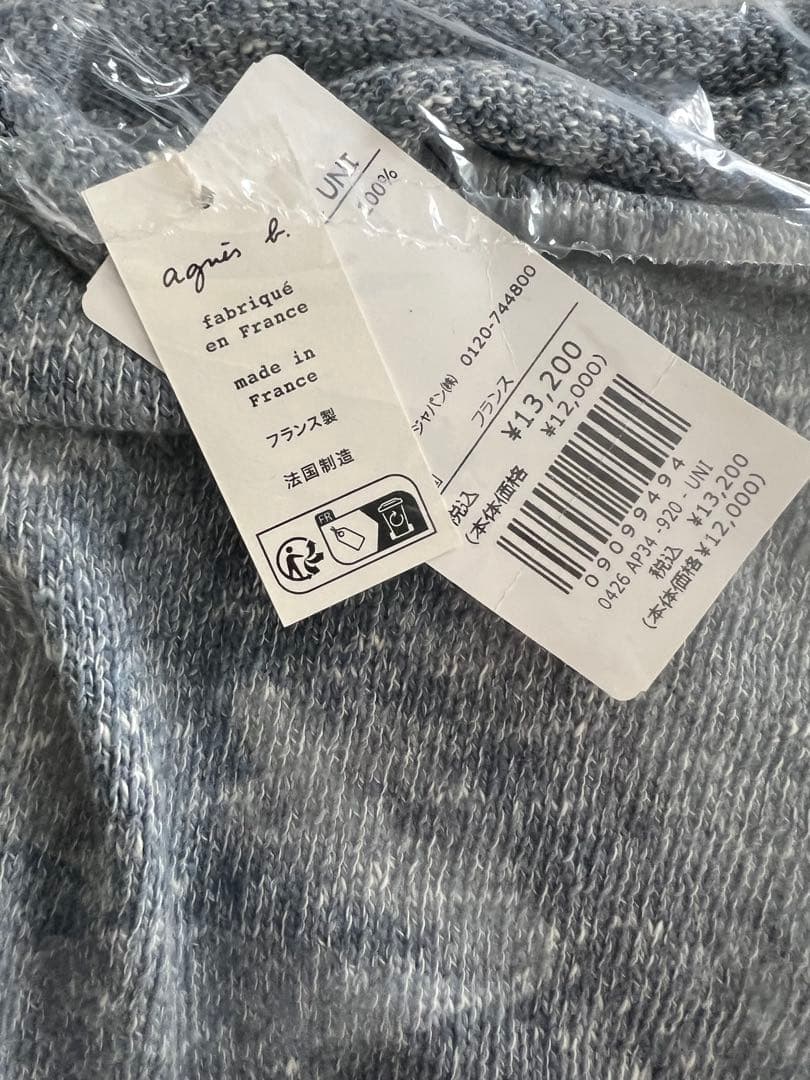 agnès b.
fabriqué
en France
made in
France
フランス製
法国制造
FR
UNI
100%
ジャパン(株) 0120-744800
フランス
税込 ¥13,200
(本体価格 ¥12,000)
09099494
0426 AP34 -920 - UNI
税込 ¥13,200
(本体価格¥12,000)